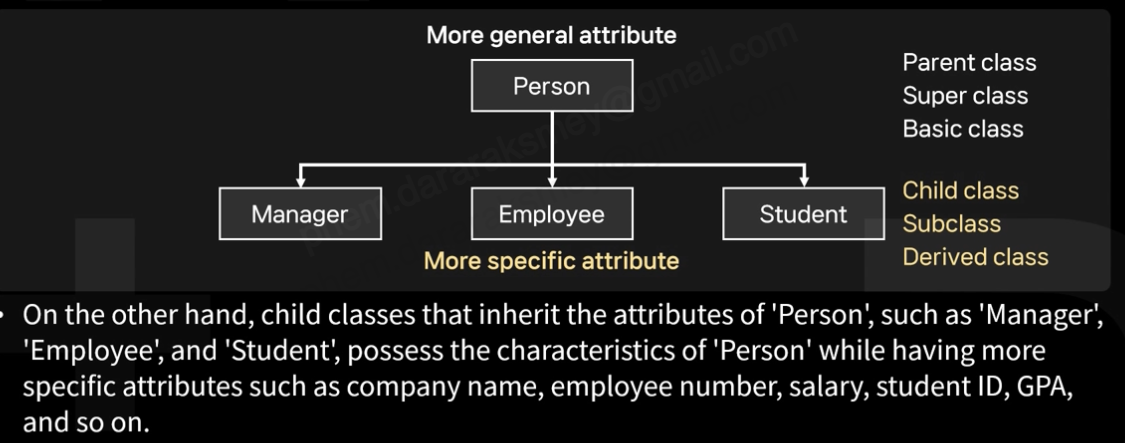 More general attribute
Person
Parent class
Super class
Basic class
Manager
Employee
Student
Child class
Subclass
Derived class
More specific attribute
• On the other hand, child classes that inherit the attributes of 'Person', such as 'Manager',
'Employee', and 'Student', possess the characteristics of 'Person' while having more
specific attributes such as company name, employee number, salary, student ID, GPA,
and so on.